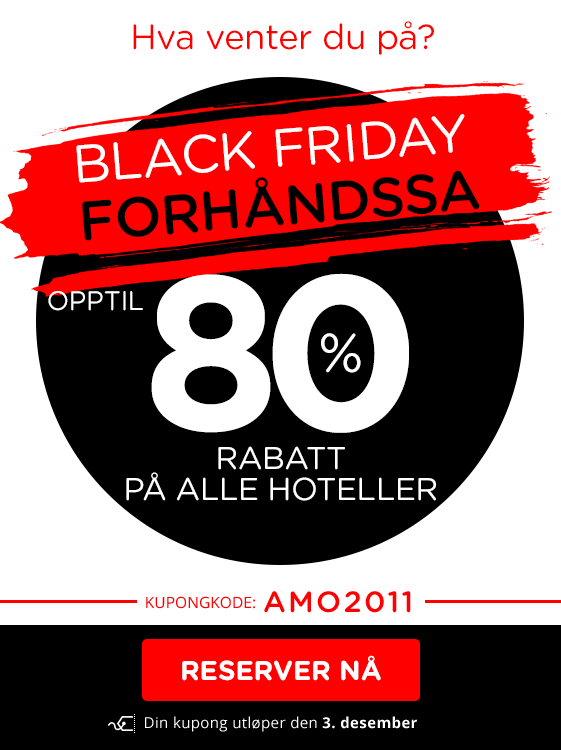 Hva venter du på?
BLACK FRIDAY
FORHÅNDSSA
OPPTIL
80%
RABATT
PÅ ALLE HOTELLER
KUPONGKODE: AMO2011
RESERVER NÅ
Din kupong utløper den 3. desember